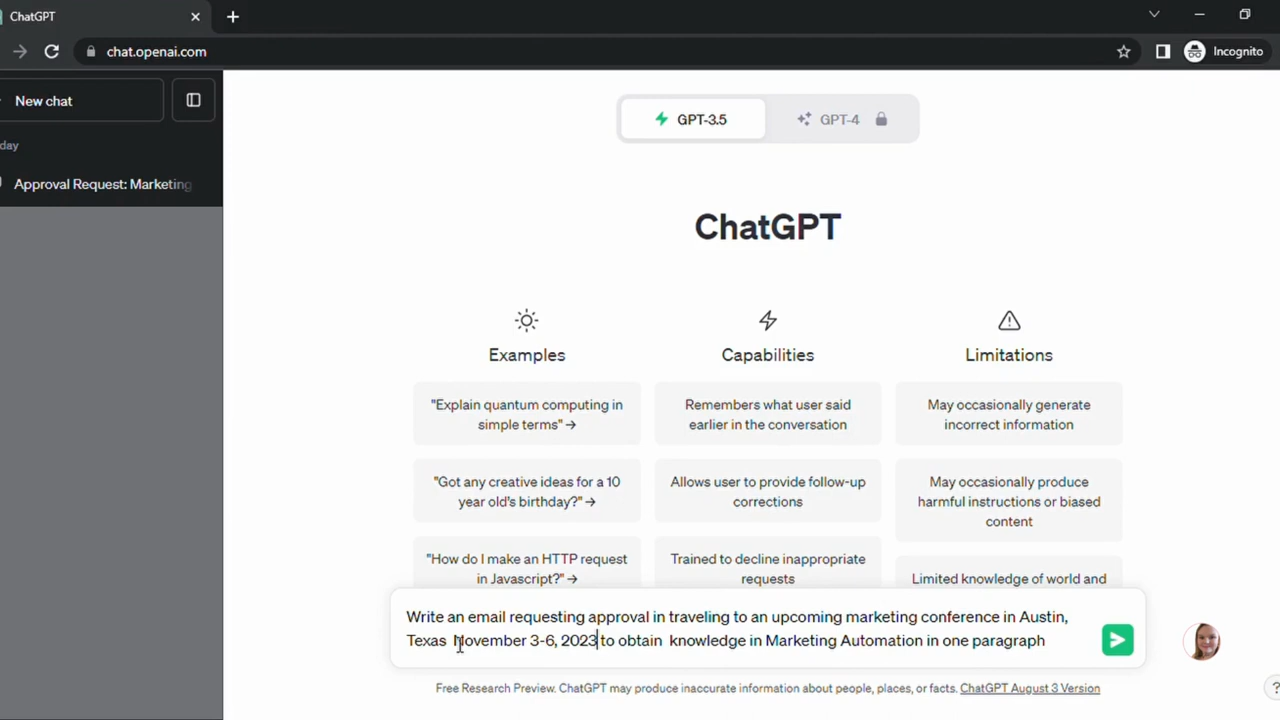 ChatGPT
chat.openai.com
Incognito
New chat
day
Approval Request: Marketing
GPT-3.5
GPT-4
ChatGPT
Examples
Capabilities
Limitations
"Explain quantum computing in
simple terms" →
Remembers what user said
earlier in the conversation
May occasionally generate
incorrect information
"Got any creative ideas for a 10
year old's birthday?" →
Allows user to provide follow-up
corrections
May occasionally produce
harmful instructions or biased
content
"How do I make an HTTP request
in Javascript?" →
Trained to decline inappropriate
requests
Limited knowledge of world and
Write an email requesting approval in traveling to an upcoming marketing conference in Austin,
Texas November 3-6, 2023 to obtain knowledge in Marketing Automation in one paragraph
Free Research Preview. ChatGPT may produce inaccurate information about people, places, or facts. ChatGPT August 3 Version
?